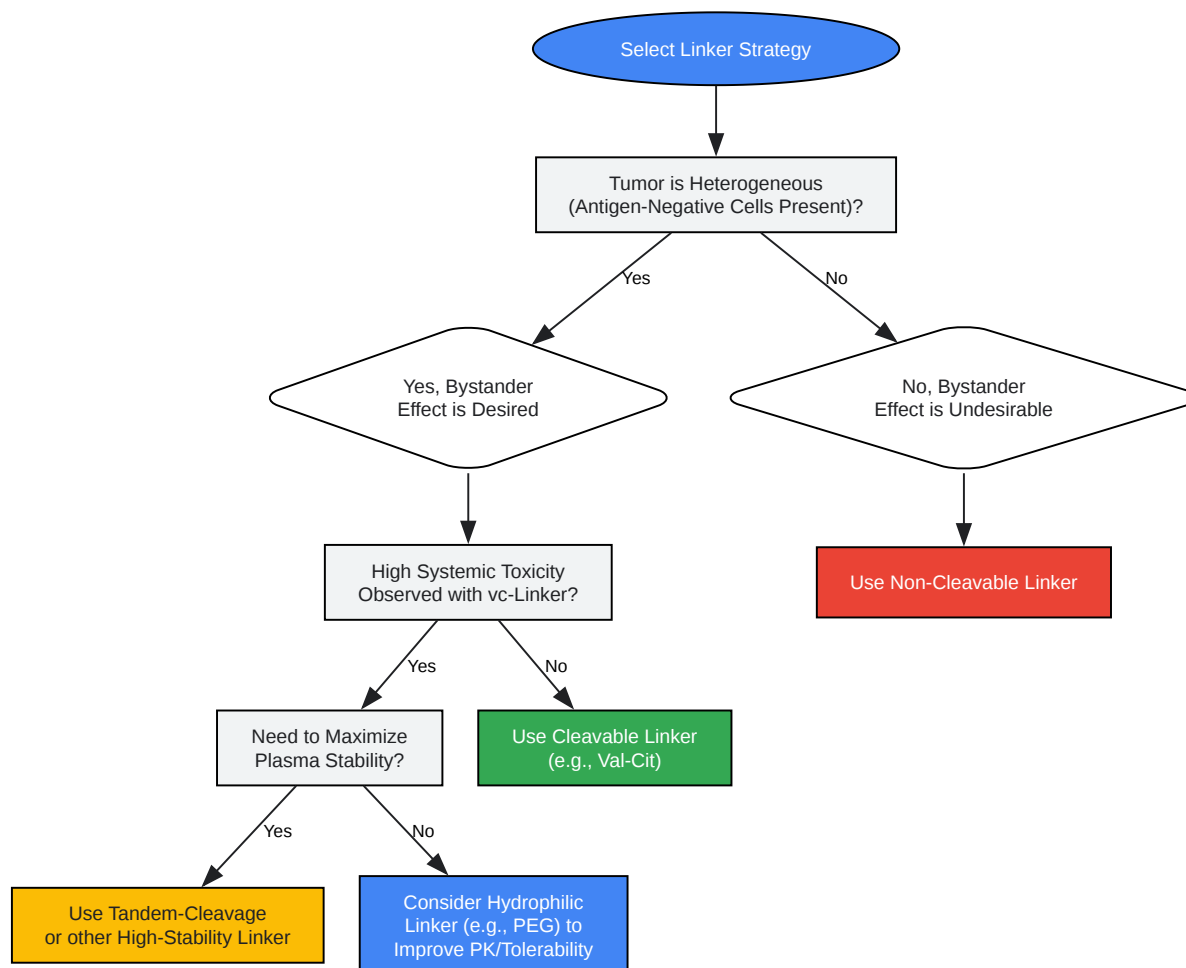 Select Linker Strategy
Tumor is Heterogeneous
(Antigen-Negative Cells Present)?
Yes
No
Yes, Bystander
Effect is Desired
No, Bystander
Effect is Undesirable
High Systemic Toxicity
Observed with vc-Linker?
Use Non-Cleavable Linker
Yes
No
Need to Maximize
Plasma Stability?
Use Cleavable Linker
(e.g., Val-Cit)
Yes
No
Use Tandem-Cleavage
or other High-Stability Linker
Consider Hydrophilic
Linker (e.g., PEG) to
Improve PK/Tolerability